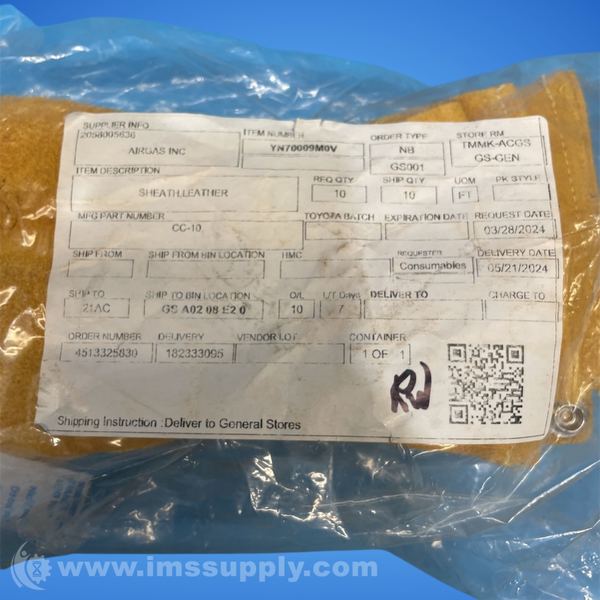 SUPPLIER INFO
2058005636
AIRGAS INC
ITEM NUMBER
YN70009M0V
ORDER TYPE
NB
GS001
STORE RM
TMMK-ACGS
GS-GEN
ITEM DESCRIPTION
SHEATH,LEATHER
REQ QTY
10
SHIP QTY
10
UOM
FT
PK STYLE
MFG PART NUMBER
CC-10
TOYOTA BATCH
EXPIRATION DATE
REQUEST DATE
03/28/2024
SHIP FROM
SHIP FROM BIN LOCATION
HMC
REQUESTER
Consumables
DELIVERY DATE
05/21/2024
SHIP TO
21AC
SHIP TO BIN LOCATION
GS A02 08 E2 0
O/L
10
L/T Days
7
DELIVER TO
CHARGE TO
ORDER NUMBER
4513325830
DELIVERY
182333095
VENDOR LOT
CONTAINER
1 OF 1
Shipping Instruction :Deliver to General Stores
www.imssupply.com